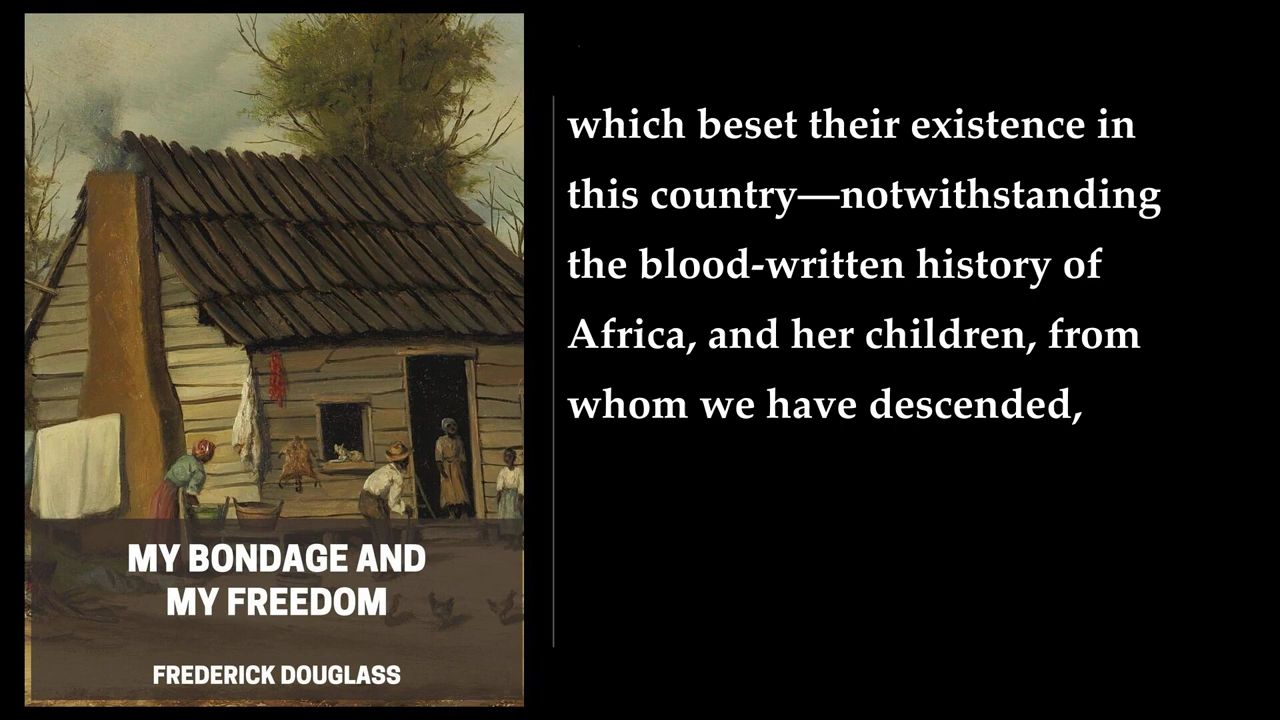 which beset their existence in
this country—notwithstanding
the blood-written history of
Africa, and her children, from
whom we have descended,
MY BONDAGE AND
MY FREEDOM
FREDERICK DOUGLASS